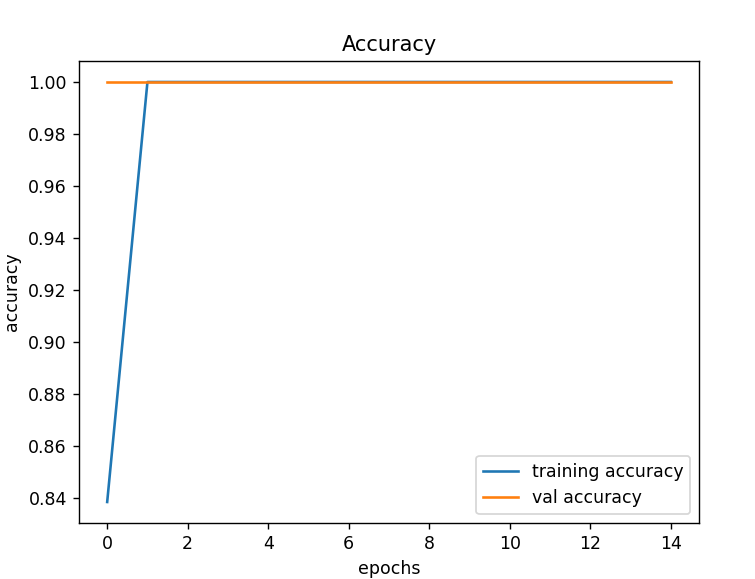 Accuracy
1.00
0.98
0.96
0.94
0.92
0.90
0.88
0.86
0.84
accuracy
training accuracy
val accuracy
0 2 4 6 8 10 12 14
epochs